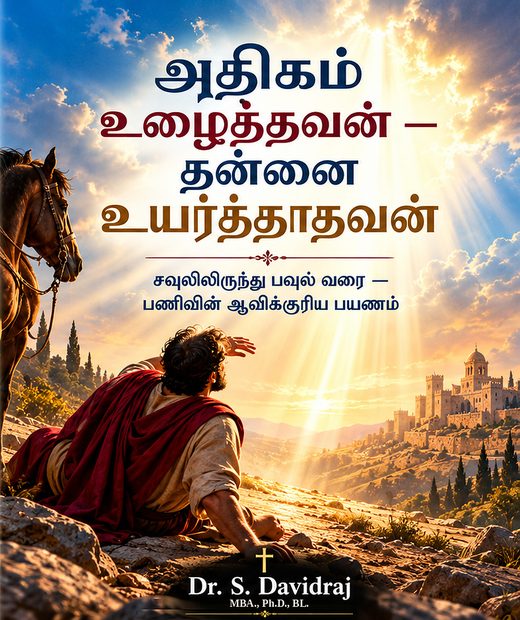 அதிகம்
உழைத்தவன் –
தன்னை
உயர்த்தாதவன்
சவுலிலிருந்து பவுல் வரை –
பணிவின் ஆவிக்குரிய பயணம்
Dr. S. Davidraj
MBA., Ph.D., BL.